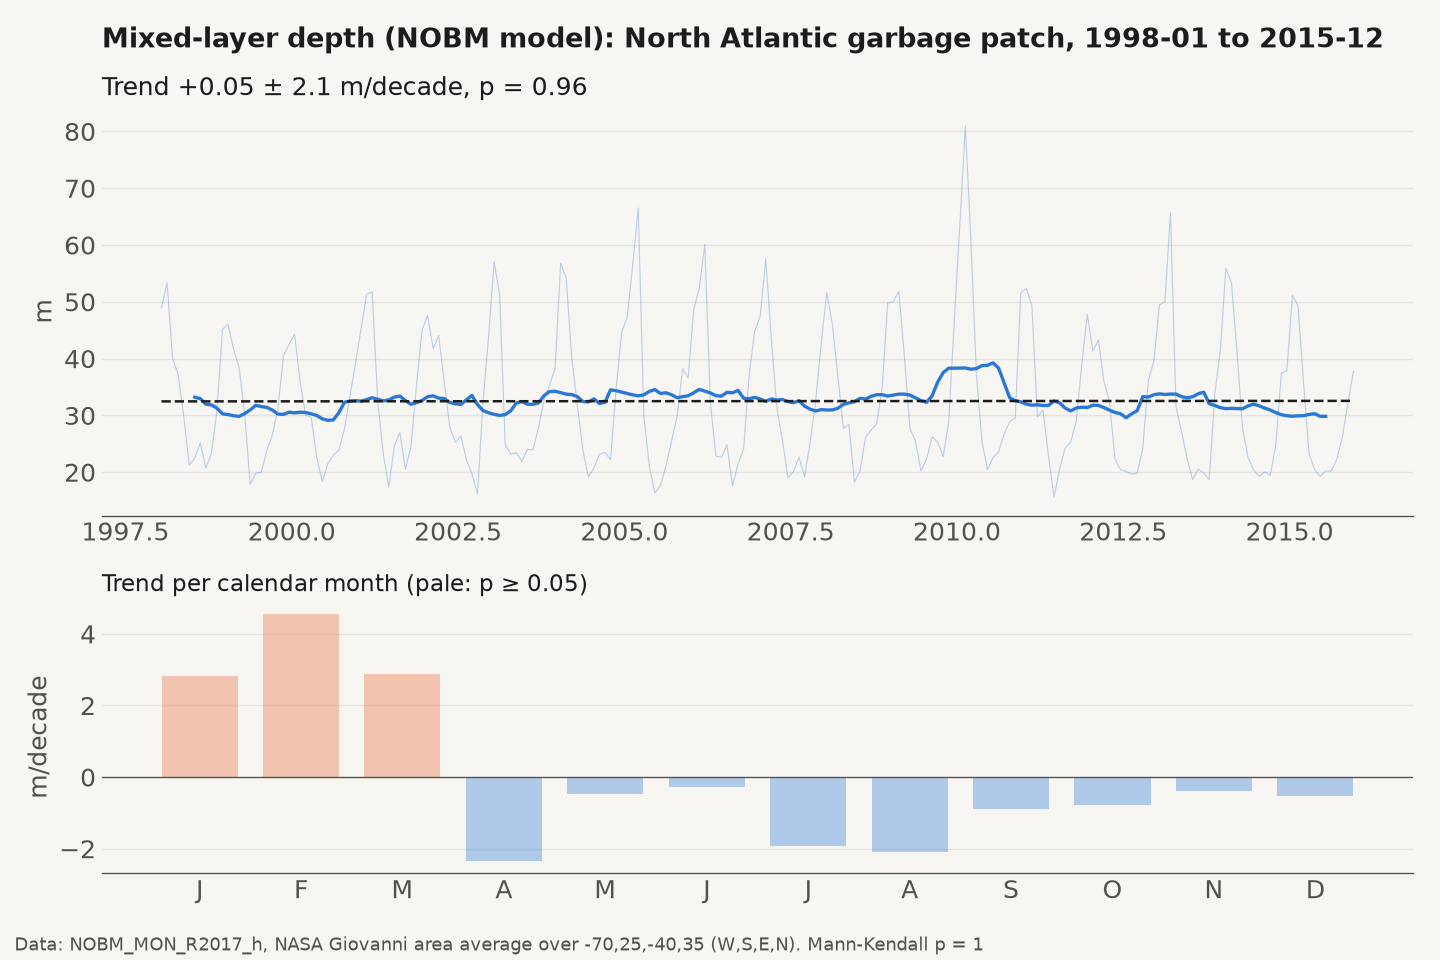 Mixed-layer depth (NOBM model): North Atlantic garbage patch, 1998-01 to 2015-12
Trend +0.05 ± 2.1 m/decade, p = 0.96
80
70
60
50
40
30
20
m
1997.5 2000.0 2002.5 2005.0 2007.5 2010.0 2012.5 2015.0
Trend per calendar month (pale: p ≥ 0.05)
4
2
0
−2
m/decade
J F M A M J J A S O N D
Data: NOBM_MON_R2017_h, NASA Giovanni area average over -70,25,-40,35 (W,S,E,N). Mann-Kendall p = 1